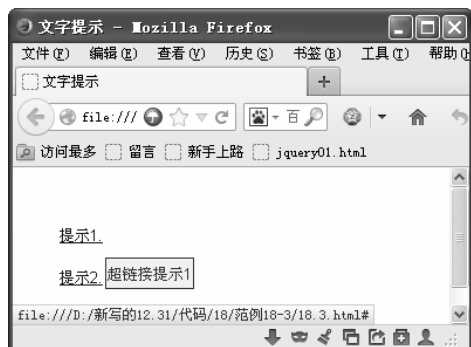 文字提示 - Mozilla Firefox
文件(F) 编辑(E) 查看(V) 历史(S) 书签(B) 工具(T) 帮助(H
文字提示
file:/// 百
访问最多 留言 新手上路 jquery01.html
提示1.
提示2. 超链接提示1
file:///D:/新写的12.31/代码/18/范例18-3/18.3.html#